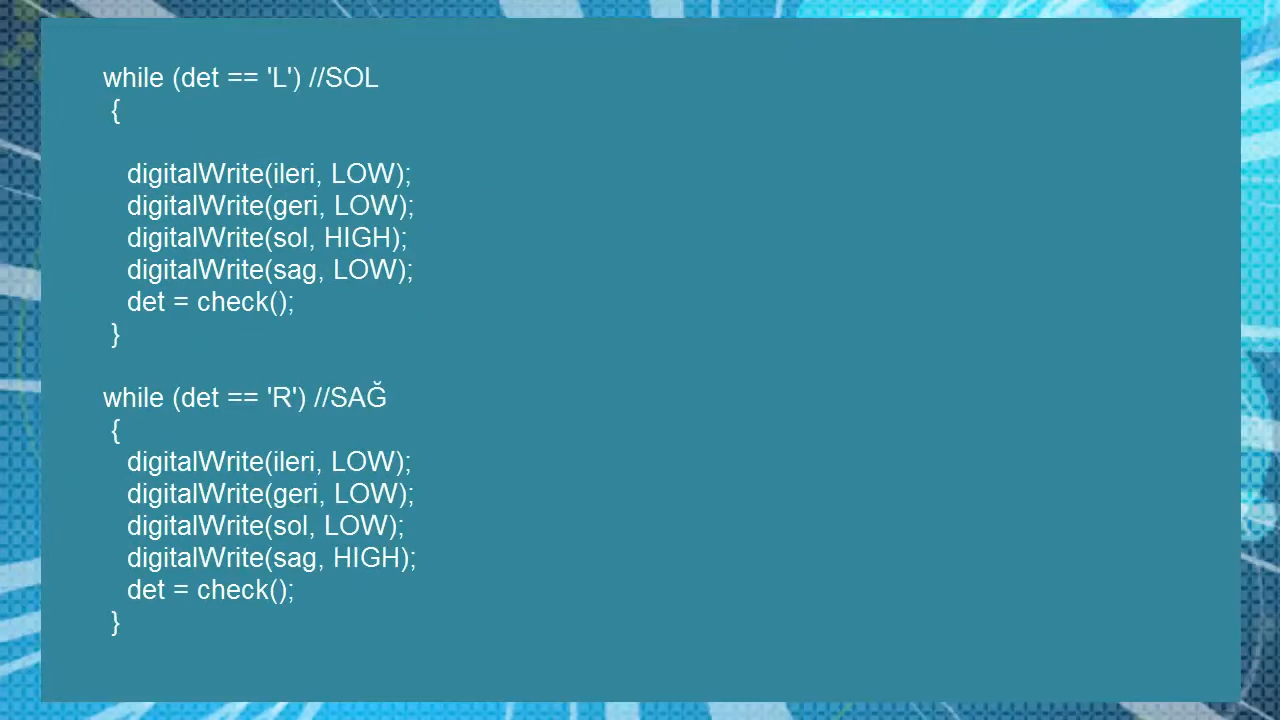 while (det == 'L') //SOL
{
digitalWrite(ileri, LOW);
digitalWrite(geri, LOW);
digitalWrite(sol, HIGH);
digitalWrite(sag, LOW);
det = check();
}
while (det == 'R') //SAĞ
{
digitalWrite(ileri, LOW);
digitalWrite(geri, LOW);
digitalWrite(sol, LOW);
digitalWrite(sag, HIGH);
det = check();
}